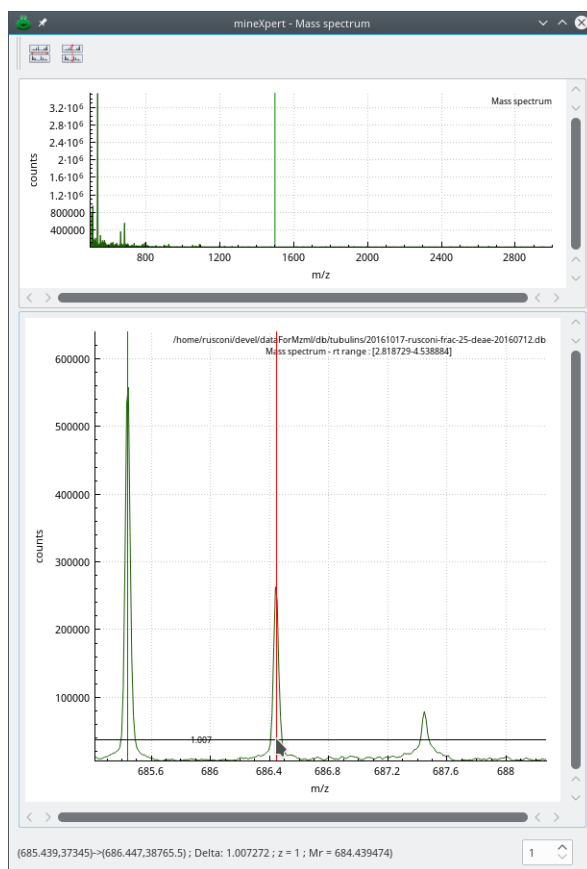 mineXpert - Mass spectrum
Mass spectrum
3.2·10⁶
2.8·10⁶
2.4·10⁶
2·10⁶
1.6·10⁶
1.2·10⁶
800000
400000
counts
800 1200 1600 2000 2400 2800
m/z
/home/rusconi/devel/dataForMzml/db/tubulins/20161017-rusconi-frac-25-deae-20160712.db
Mass spectrum - rt range : [2.818729-4.538884]
600000
500000
400000
300000
200000
100000
counts
1.007
685.6 686 686.4 686.8 687.2 687.6 688
m/z
(685.439,37345)->(686.447,38765.5) ; Delta: 1.007272 ; z = 1 ; Mr = 684.439474)
1